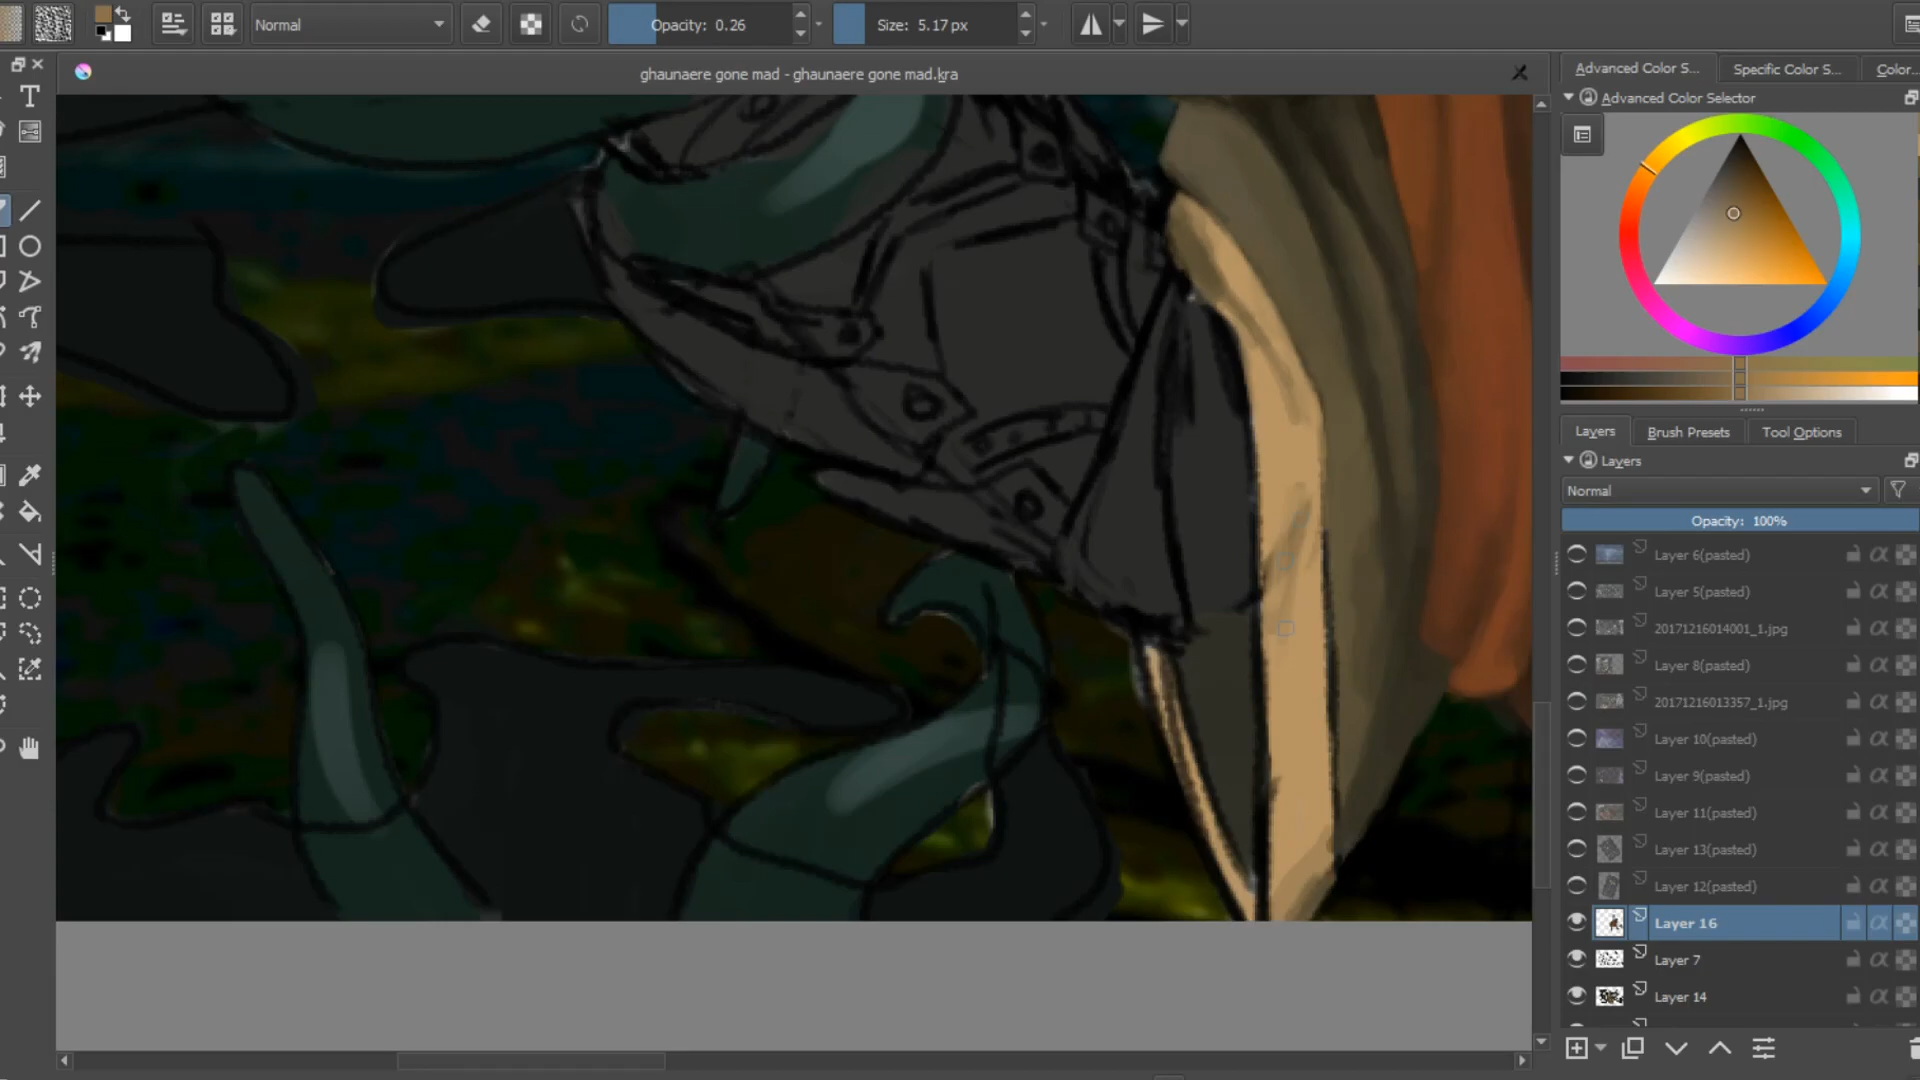 Normal
Opacity: 0.26
Size: 5.17 px
ghaunaere gone mad - ghaunaere gone mad.kra
Advanced Color S...
Specific Color S...
Color...
Advanced Color Selector
Layers
Brush Presets
Tool Options
Layers
Normal
Opacity: 100%
Layer 6(pasted)
Layer 5(pasted)
20171216014001_1.jpg
Layer 8(pasted)
20171216013357_1.jpg
Layer 10(pasted)
Layer 9(pasted)
Layer 11(pasted)
Layer 13(pasted)
Layer 12(pasted)
Layer 16
Layer 7
Layer 14